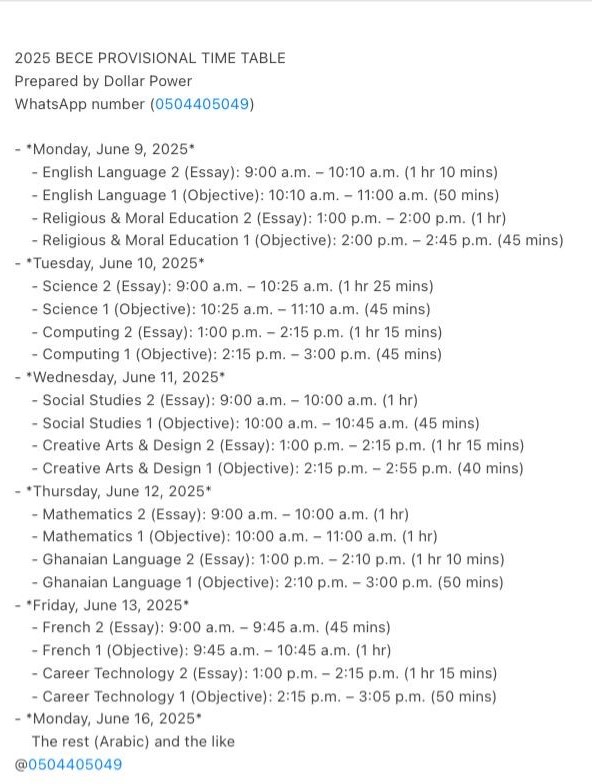 2025 BECE PROVISIONAL TIME TABLE
Prepared by Dollar Power
WhatsApp number (0504405049)
- *Monday, June 9, 2025*
- English Language 2 (Essay): 9:00 a.m. – 10:10 a.m. (1 hr 10 mins)
- English Language 1 (Objective): 10:10 a.m. – 11:00 a.m. (50 mins)
- Religious & Moral Education 2 (Essay): 1:00 p.m. – 2:00 p.m. (1 hr)
- Religious & Moral Education 1 (Objective): 2:00 p.m. – 2:45 p.m. (45 mins)
- *Tuesday, June 10, 2025*
- Science 2 (Essay): 9:00 a.m. – 10:25 a.m. (1 hr 25 mins)
- Science 1 (Objective): 10:25 a.m. – 11:10 a.m. (45 mins)
- Computing 2 (Essay): 1:00 p.m. – 2:15 p.m. (1 hr 15 mins)
- Computing 1 (Objective): 2:15 p.m. – 3:00 p.m. (45 mins)
- *Wednesday, June 11, 2025*
- Social Studies 2 (Essay): 9:00 a.m. – 10:00 a.m. (1 hr)
- Social Studies 1 (Objective): 10:00 a.m. – 10:45 a.m. (45 mins)
- Creative Arts & Design 2 (Essay): 1:00 p.m. – 2:15 p.m. (1 hr 15 mins)
- Creative Arts & Design 1 (Objective): 2:15 p.m. – 2:55 p.m. (40 mins)
- *Thursday, June 12, 2025*
- Mathematics 2 (Essay): 9:00 a.m. – 10:00 a.m. (1 hr)
- Mathematics 1 (Objective): 10:00 a.m. – 11:00 a.m. (1 hr)
- Ghanaian Language 2 (Essay): 1:00 p.m. – 2:10 p.m. (1 hr 10 mins)
- Ghanaian Language 1 (Objective): 2:10 p.m. – 3:00 p.m. (50 mins)
- *Friday, June 13, 2025*
- French 2 (Essay): 9:00 a.m. – 9:45 a.m. (45 mins)
- French 1 (Objective): 9:45 a.m. – 10:45 a.m. (1 hr)
- Career Technology 2 (Essay): 1:00 p.m. – 2:15 p.m. (1 hr 15 mins)
- Career Technology 1 (Objective): 2:15 p.m. – 3:05 p.m. (50 mins)
- *Monday, June 16, 2025*
The rest (Arabic) and the like
@0504405049